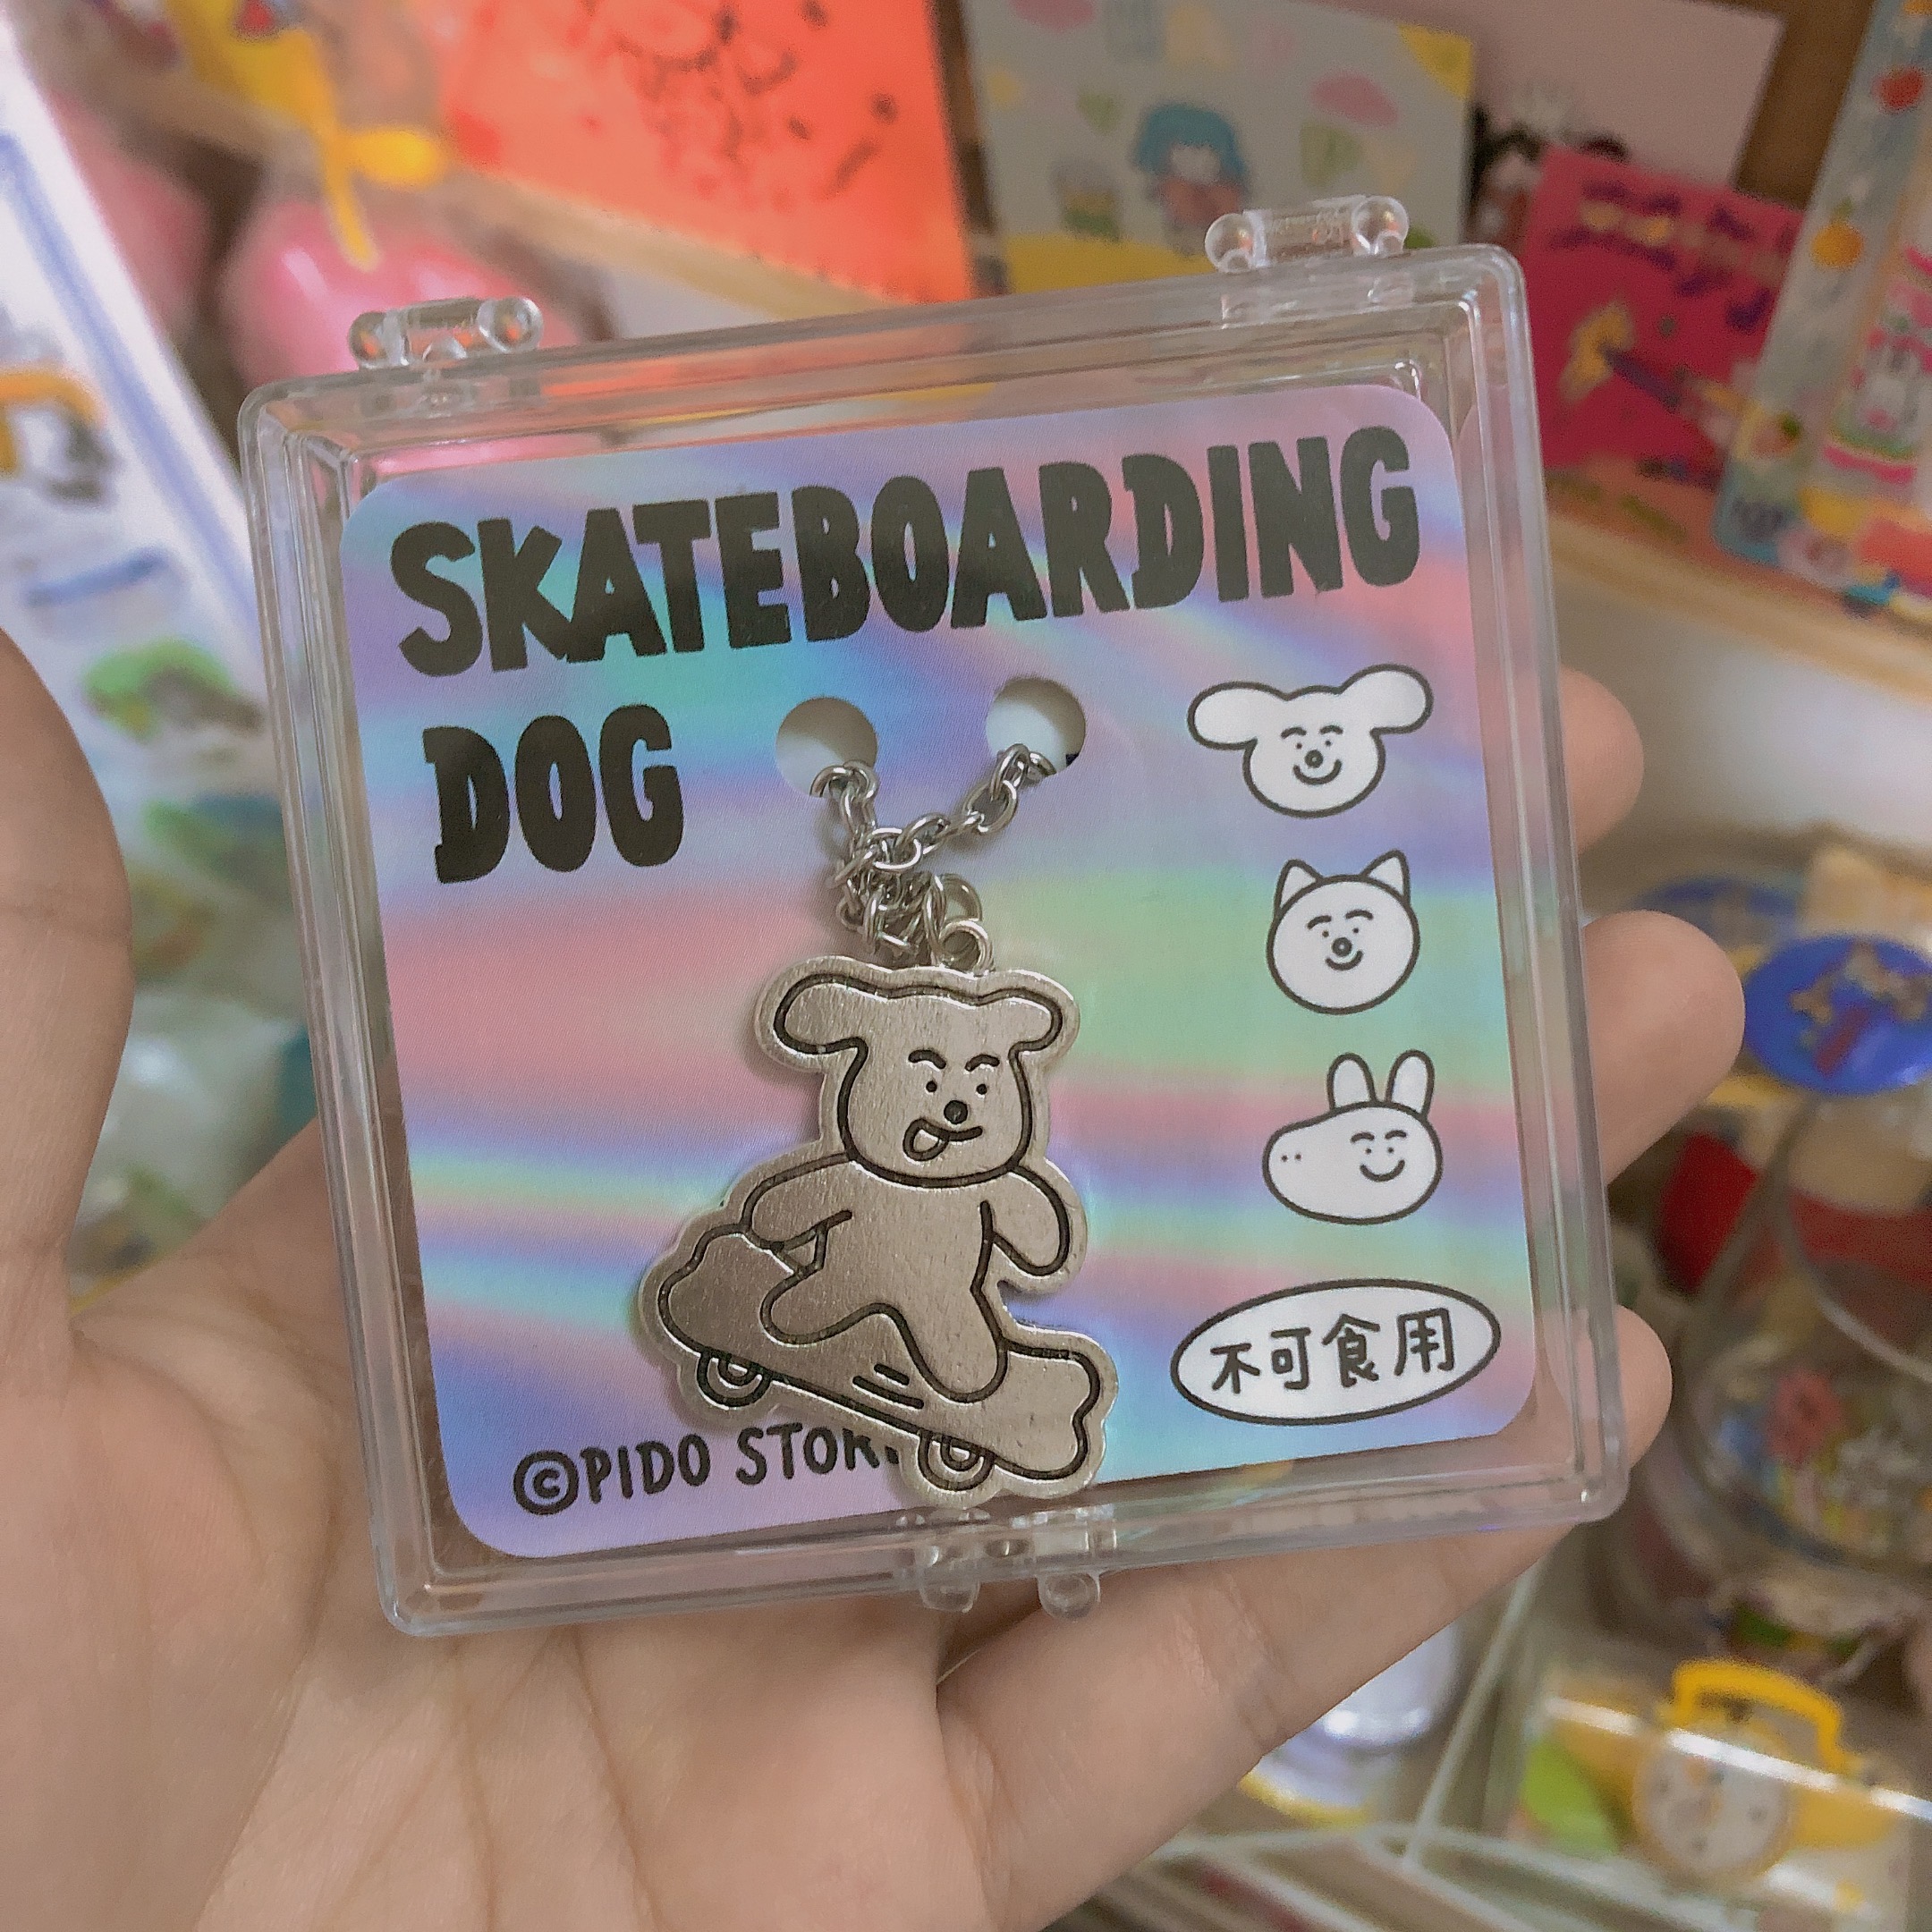 SKATEBOARDING
DOG
不可食用
©PIDO STOR